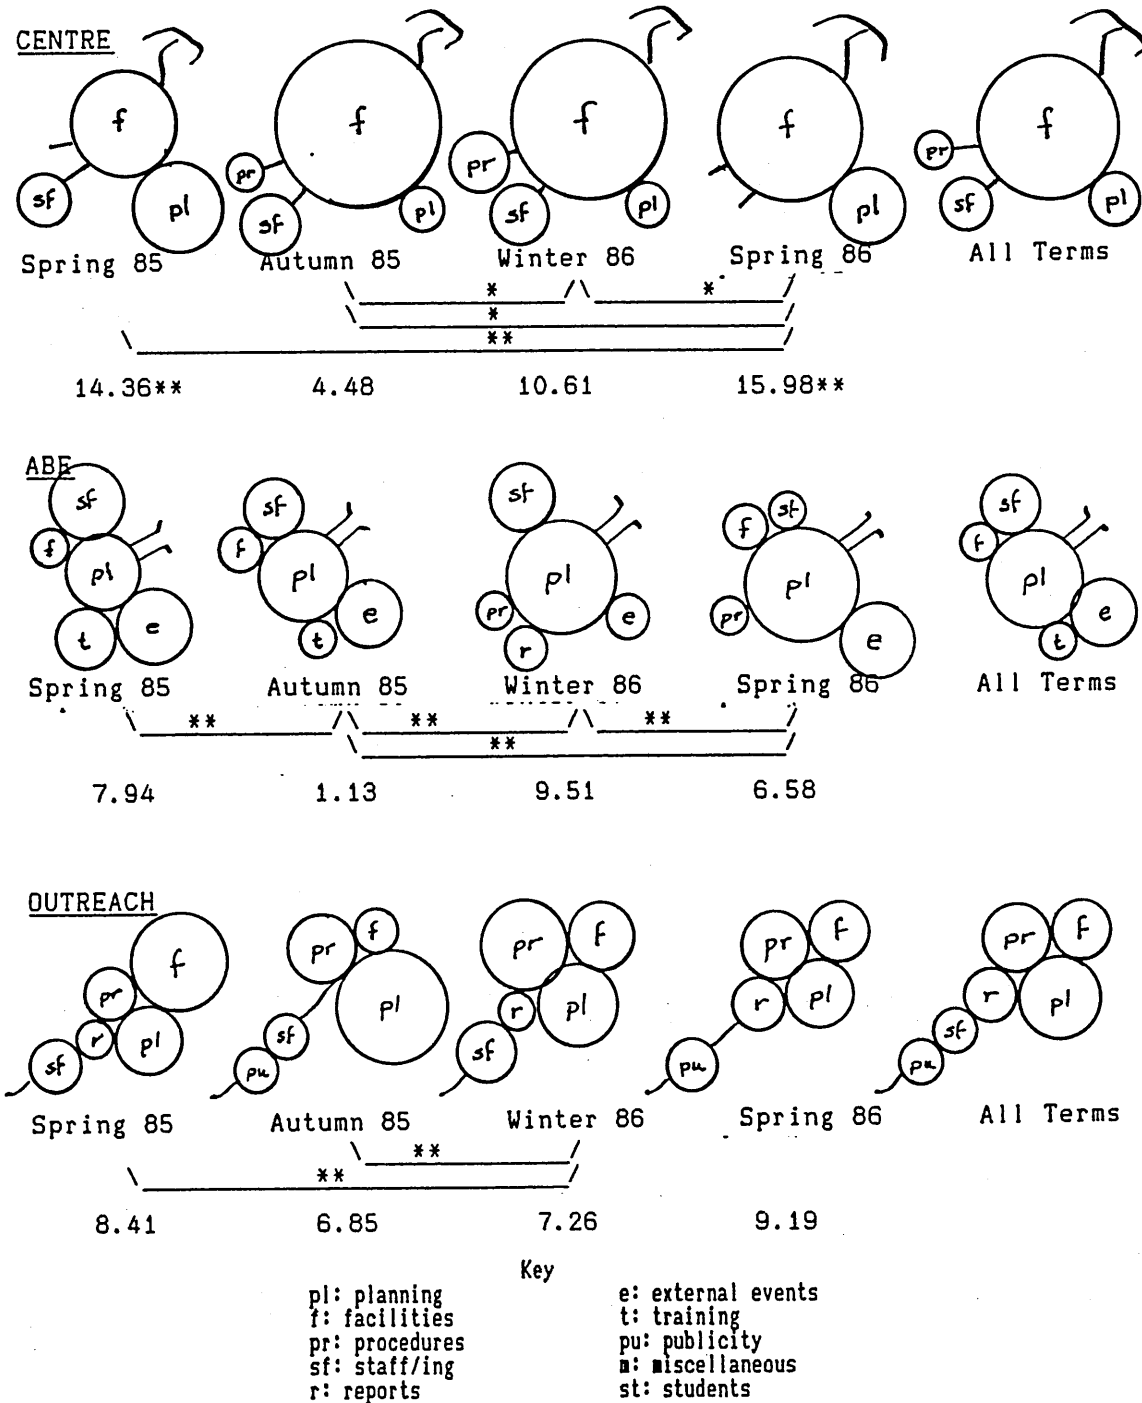 CENTRE
f f f f f
sf pl pr sf pl pr sf pl pl pr sf pl
Spring 85 Autumn 85 Winter 86 Spring 86 All Terms
* *
*
**
14.36** 4.48 10.61 15.98**
ABE
sf sf st f st sf
f f f
pl pl pl pl pl
t e t e pr r e pr e t e
Spring 85 Autumn 85 Winter 86 Spring 86 All Terms
** ** **
**
7.94 1.13 9.51 6.58
OUTREACH
f pr f pr f pr f pr f
pr pl r pl r pl r pl
sf r pl sf pu sf pu pu sf
Spring 85 Autumn 85 Winter 86 Spring 86 All Terms
**
**
8.41 6.85 7.26 9.19
Key
pl: planning e: external events
f: facilities t: training
pr: procedures pu: publicity
sf: staff/ing m: miscellaneous
r: reports st: students